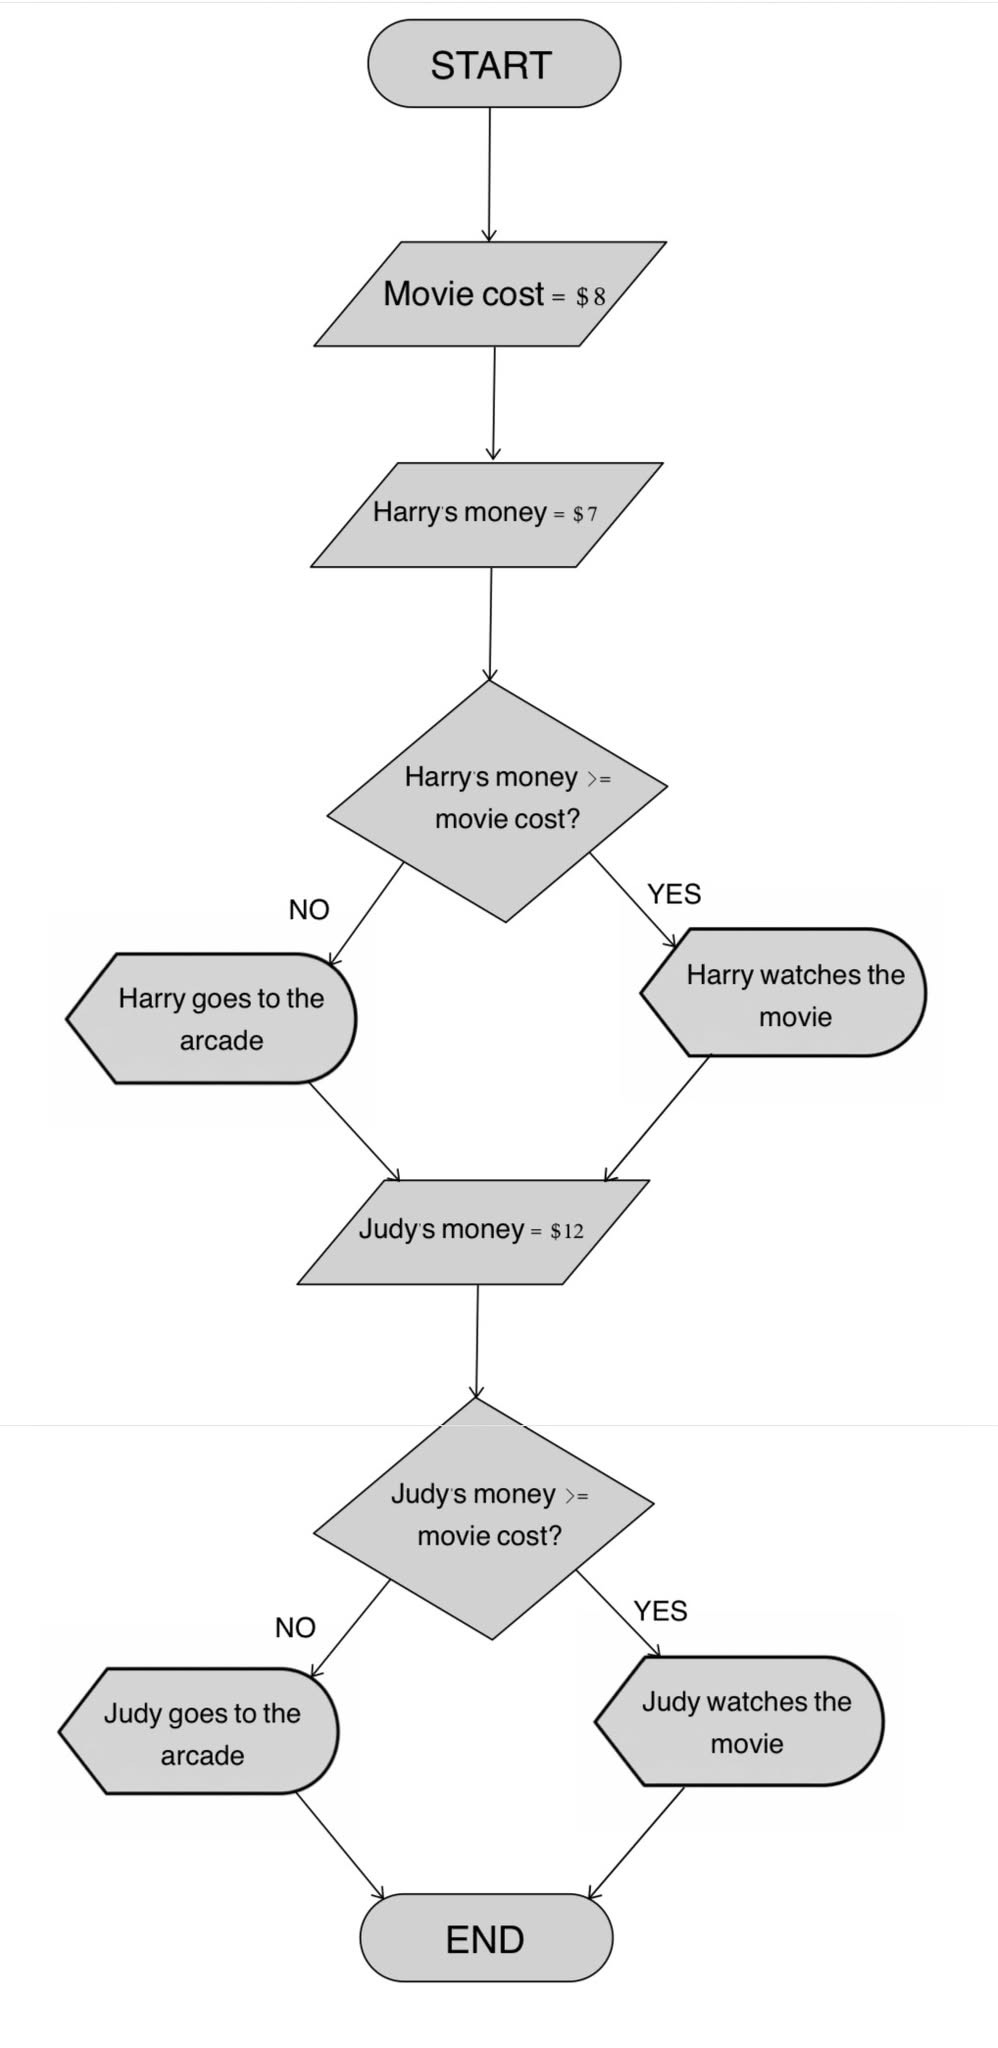 START
Movie cost = $8
Harry's money = $7
Harry's money >=
movie cost?
NO
YES
Harry goes to the
arcade
Harry watches the
movie
Judy's money = $12
Judy's money >=
movie cost?
NO
YES
Judy goes to the
arcade
Judy watches the
movie
END